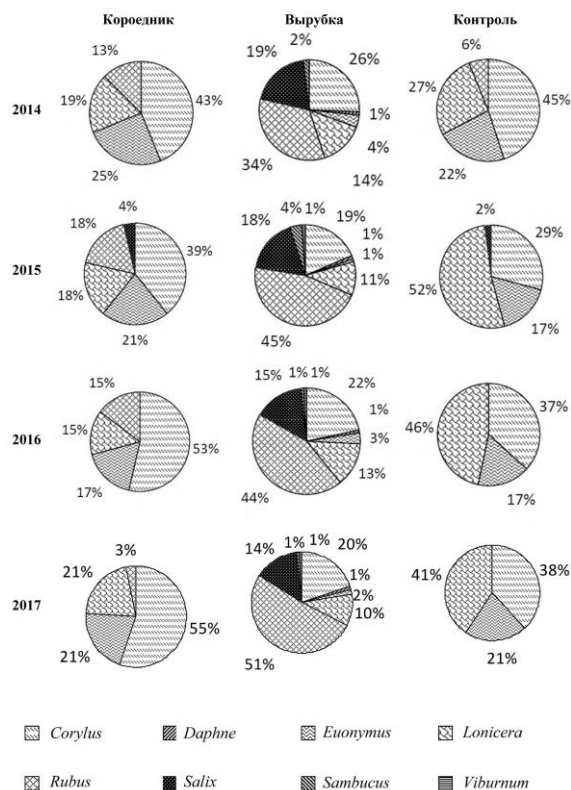 Короедник Вырубка Контроль
2014
13% 43% 25% 19%
2% 26% 1% 4% 14% 34% 19%
6% 45% 22% 27%
2015
4% 39% 21% 18% 18%
4% 1% 19% 1% 1% 11% 45% 18%
2% 29% 17% 52%
2016
15% 53% 17% 15%
1% 1% 22% 1% 3% 13% 44% 15%
37% 17% 46%
2017
3% 55% 21% 21%
1% 1% 20% 1% 2% 10% 51% 14%
38% 21% 41%
Corylus Daphne Euonymus Lonicera
Rubus Salix Sambucus Viburnum